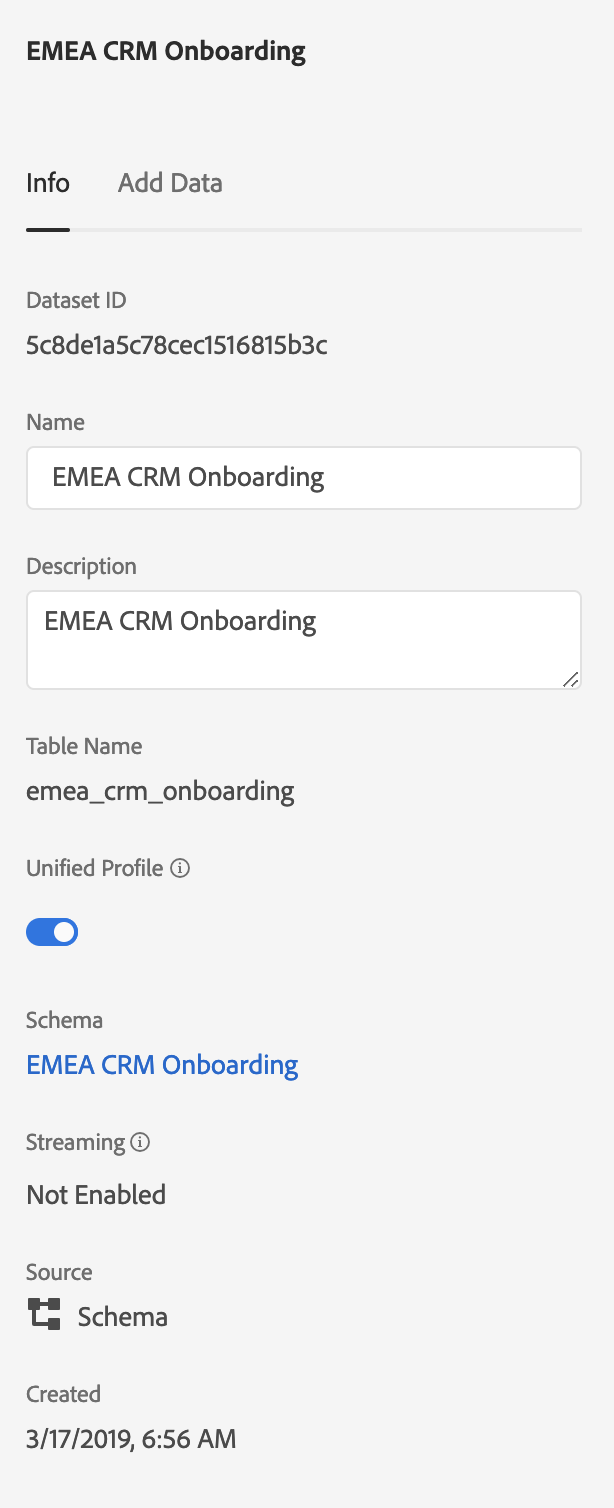 EMEA CRM Onboarding
Info
Add Data
Dataset ID
5c8de1a5c78cec1516815b3c
Name
EMEA CRM Onboarding
Description
EMEA CRM Onboarding
Table Name
emea_crm_onboarding
Unified Profile
Schema
EMEA CRM Onboarding
Streaming
Not Enabled
Source
Schema
Created
3/17/2019, 6:56 AM